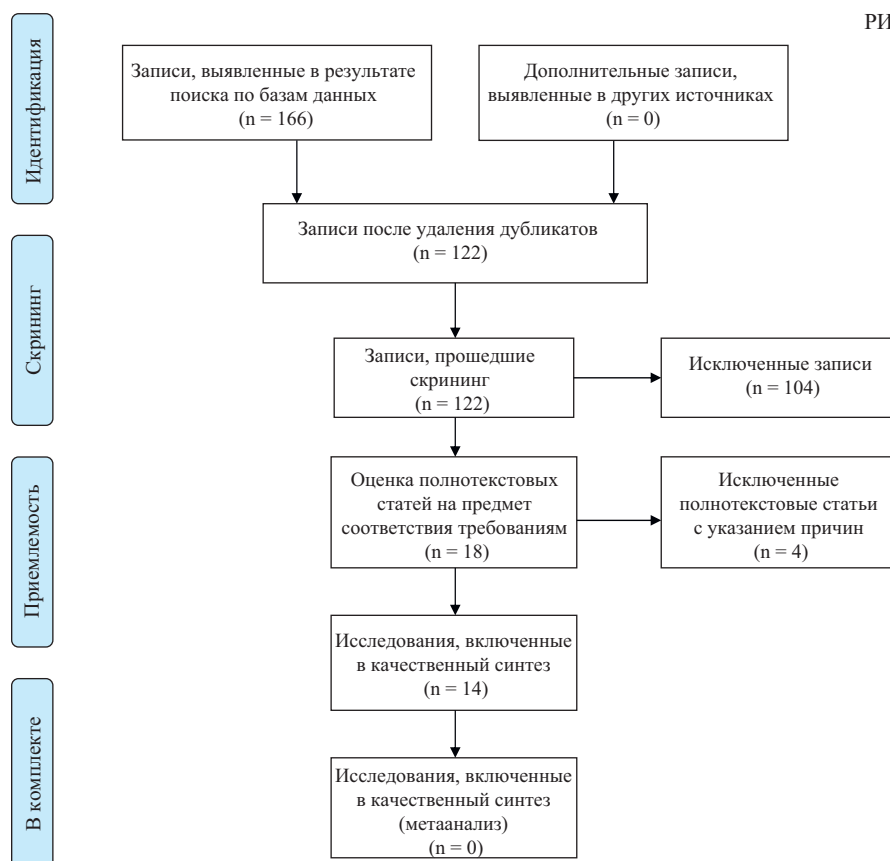 РИ
Идентификация
Записи, выявленные в результате
поиска по базам данных
(n = 166)
Дополнительные записи,
выявленные в других источниках
(n = 0)
Записи после удаления дубликатов
(n = 122)
Скрининг
Записи, прошедшие
скрининг
(n = 122)
Исключенные записи
(n = 104)
Приемлемость
Оценка полнотекстовых
статей на предмет
соответствия требованиям
(n = 18)
Исключенные
полнотекстовые статьи
с указанием причин
(n = 4)
Исследования, включенные
в качественный синтез
(n = 14)
В комплекте
Исследования, включенные
в качественный синтез
(метаанализ)
(n = 0)